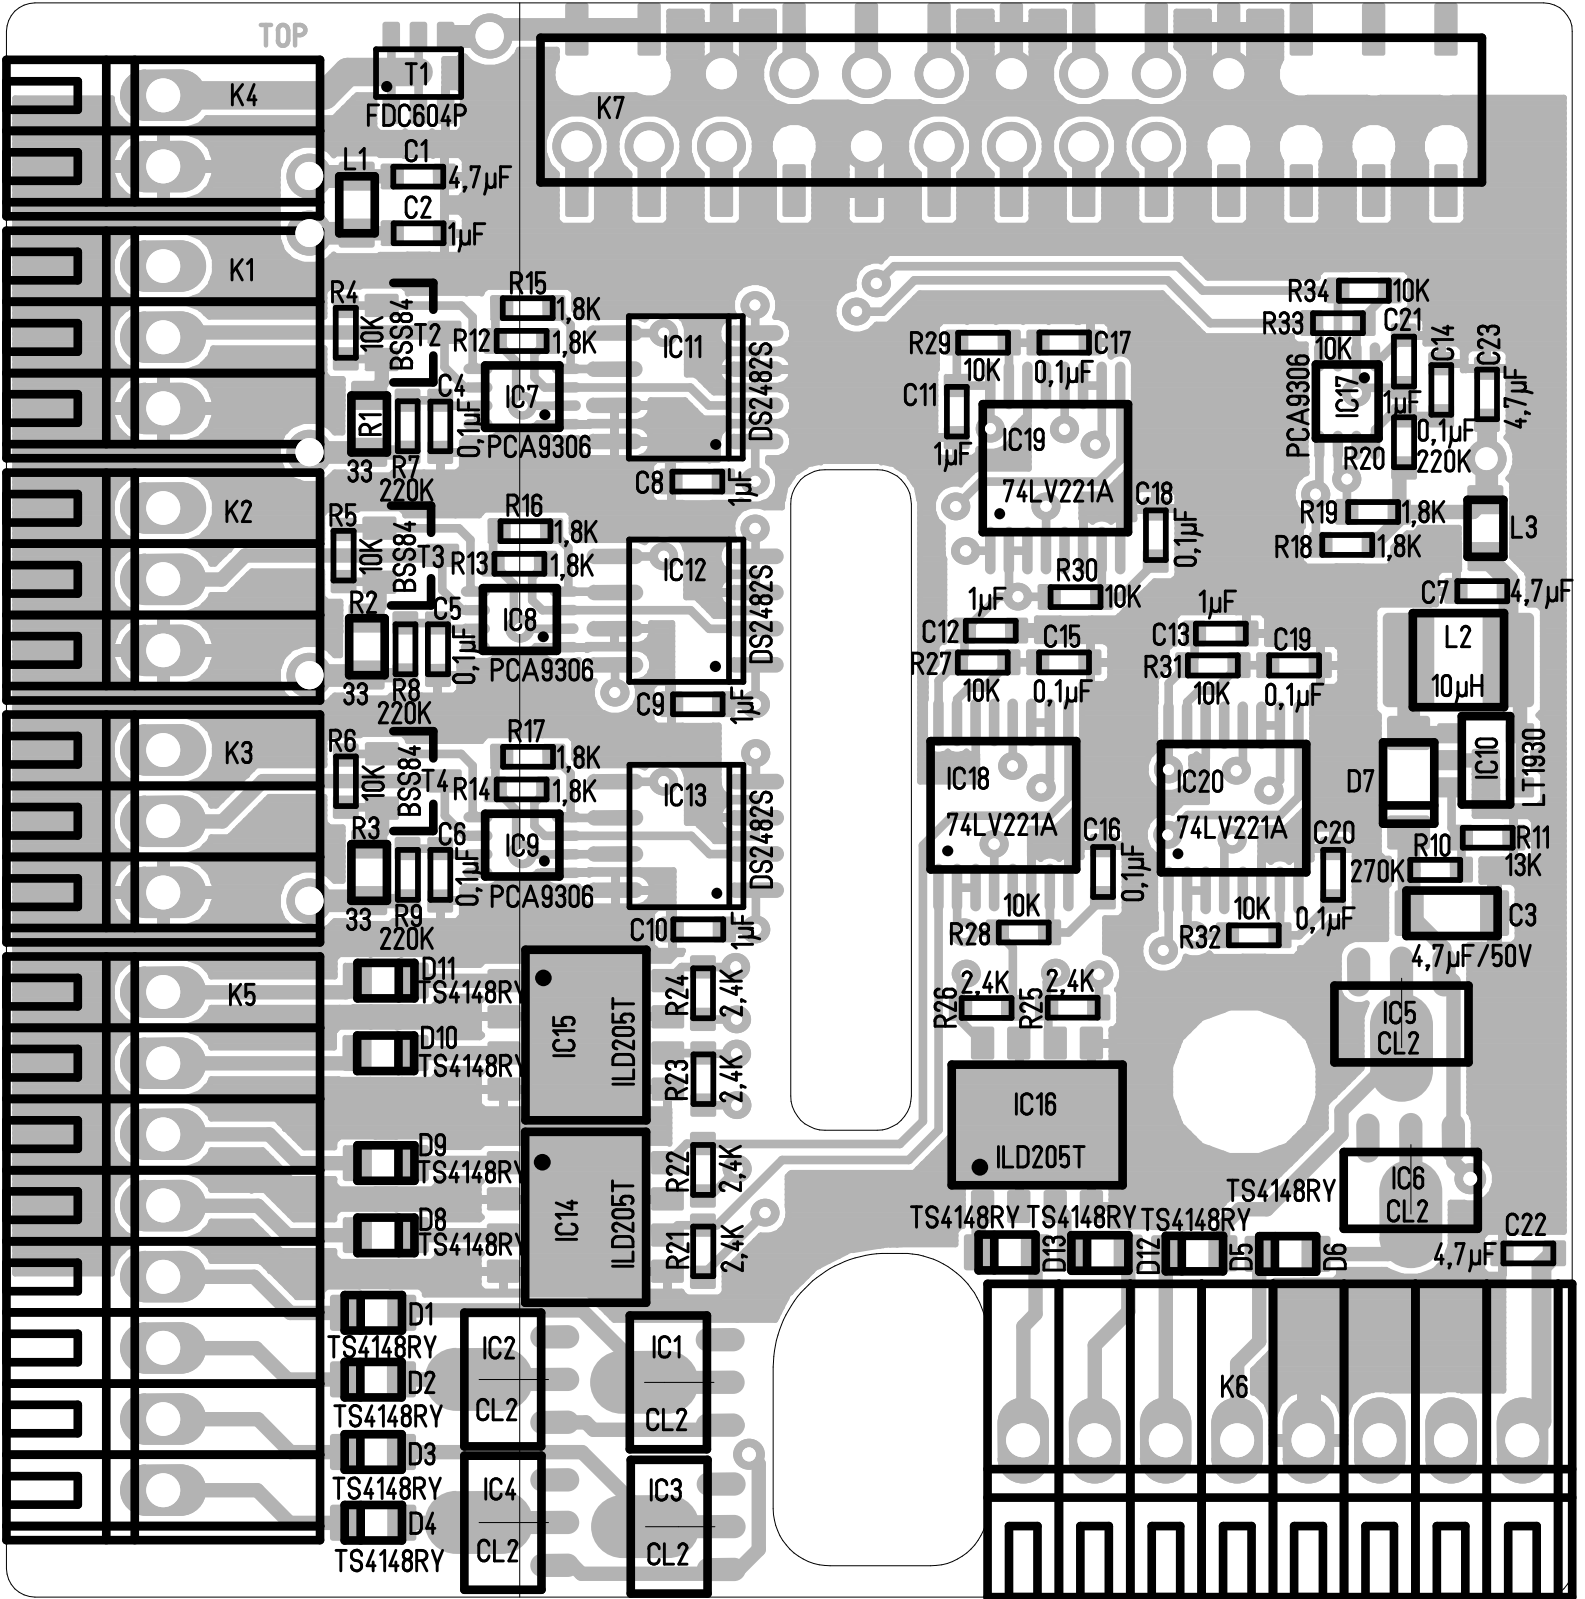 TOP
K4
T1
FDC604P
K7
L1
C1
4,7µF
C2
1µF
K1
R4
10K
BSS84
T2
R15
1,8K
R12
1,8K
IC7
PCA9306
R1
33
R7
220K
C4
0,1µF
IC11
DS2482S
C8
1µF
R29
10K
C17
0,1µF
C11
1µF
IC19
74LV221A
C18
0,1µF
R30
10K
R34
10K
R33
10K
PCA9306
IC17
C21
1µF
C14
0,1µF
C23
4,7µF
R20
220K
R19
1,8K
R18
1,8K
L3
C7
4,7µF
K2
R5
10K
BSS84
T3
R16
1,8K
R13
1,8K
IC8
PCA9306
R2
33
R8
220K
C5
0,1µF
IC12
DS2482S
C9
1µF
1µF
C12
R27
10K
C15
0,1µF
1µF
C13
R31
10K
C19
0,1µF
L2
10µH
K3
R6
10K
BSS84
T4
R17
1,8K
R14
1,8K
IC9
PCA9306
R3
33
R9
220K
C6
0,1µF
IC13
DS2482S
C10
1µF
IC18
74LV221A
C16
0,1µF
IC20
74LV221A
C20
0,1µF
D7
IC10
LT1930
R11
13K
R10
270K
C3
4,7µF/50V
10K
R28
10K
R32
K5
D11
TS4148RY
D10
TS4148RY
IC15
ILD205T
R24
2,4K
R23
2,4K
R26
2,4K
R25
2,4K
IC5
CL2
IC16
ILD205T
D9
TS4148RY
D8
TS4148RY
IC14
ILD205T
R22
2,4K
R21
2,4K
IC6
CL2
TS4148RY
TS4148RY
TS4148RY
TS4148RY
D13
D12
D5
D6
C22
4,7µF
D1
TS4148RY
D2
TS4148RY
D3
TS4148RY
D4
TS4148RY
IC2
CL2
IC1
CL2
IC4
CL2
IC3
CL2
K6